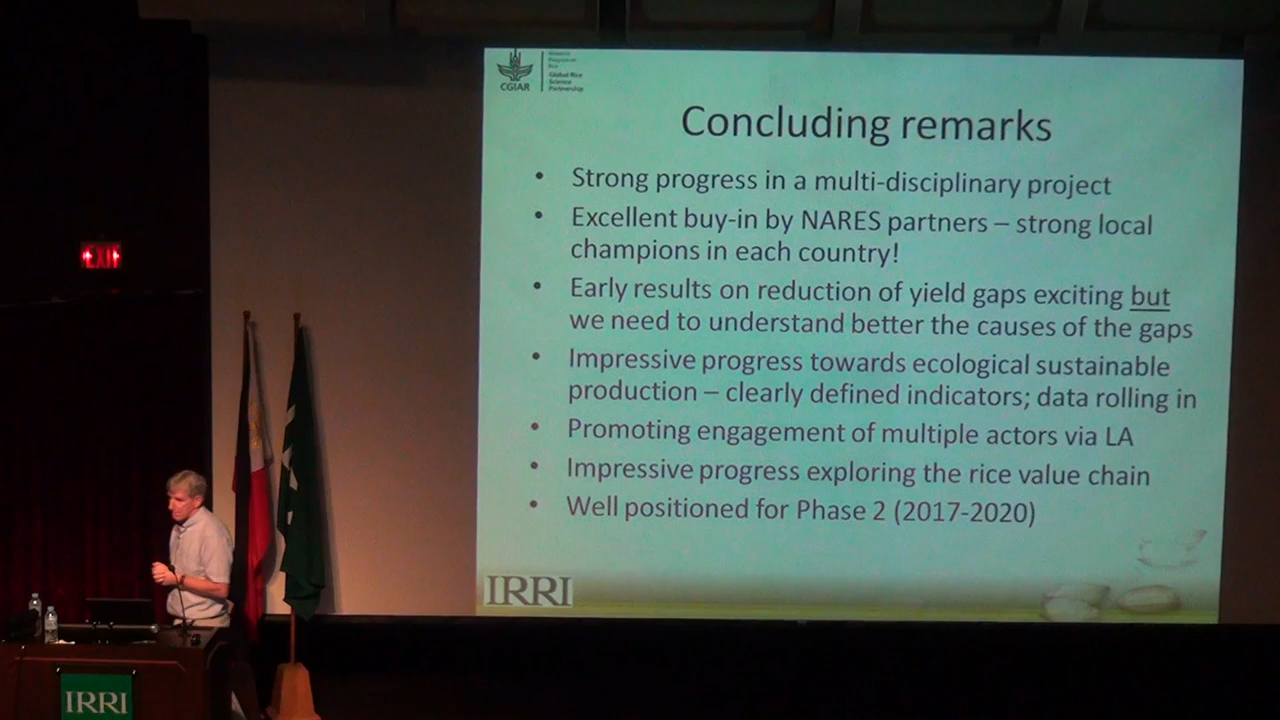 CGIAR
Global Rice
Science
Partnership
Concluding remarks
• Strong progress in a multi-disciplinary project
• Excellent buy-in by NARES partners – strong local
champions in each country!
• Early results on reduction of yield gaps exciting but
we need to understand better the causes of the gaps
• Impressive progress towards ecological sustainable
production – clearly defined indicators; data rolling in
• Promoting engagement of multiple actors via LA
• Impressive progress exploring the rice value chain
• Well positioned for Phase 2 (2017-2020)
IRRI
EXIT
IRRI